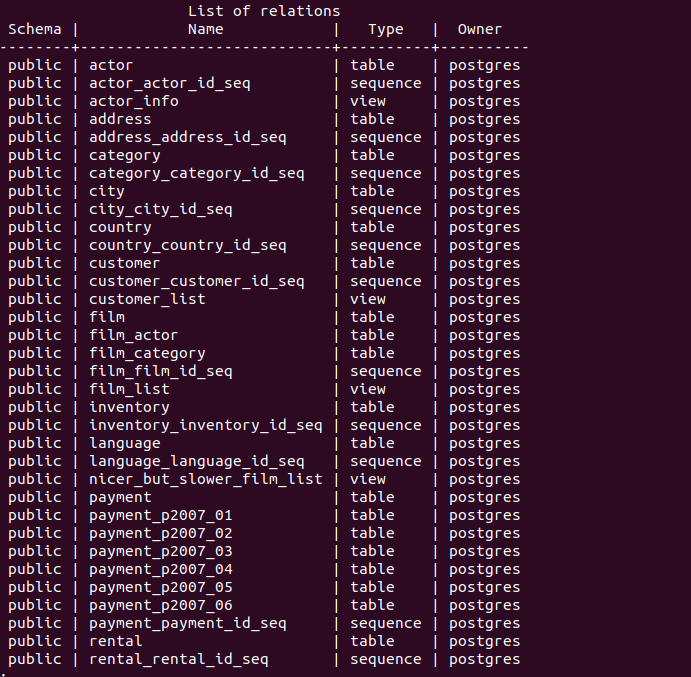 List of relations
 Schema |            Name            |   Type   |  Owner
--------+----------------------------+----------+----------
 public | actor                      | table    | postgres
 public | actor_actor_id_seq         | sequence | postgres
 public | actor_info                 | view     | postgres
 public | address                    | table    | postgres
 public | address_address_id_seq     | sequence | postgres
 public | category                   | table    | postgres
 public | category_category_id_seq   | sequence | postgres
 public | city                       | table    | postgres
 public | city_city_id_seq           | sequence | postgres
 public | country                    | table    | postgres
 public | country_country_id_seq     | sequence | postgres
 public | customer                   | table    | postgres
 public | customer_customer_id_seq   | sequence | postgres
 public | customer_list              | view     | postgres
 public | film                       | table    | postgres
 public | film_actor                 | table    | postgres
 public | film_category              | table    | postgres
 public | film_film_id_seq           | sequence | postgres
 public | film_list                  | view     | postgres
 public | inventory                  | table    | postgres
 public | inventory_inventory_id_seq | sequence | postgres
 public | language                   | table    | postgres
 public | language_language_id_seq   | sequence | postgres
 public | nicer_but_slower_film_list | view     | postgres
 public | payment                    | table    | postgres
 public | payment_p2007_01           | table    | postgres
 public | payment_p2007_02           | table    | postgres
 public | payment_p2007_03           | table    | postgres
 public | payment_p2007_04           | table    | postgres
 public | payment_p2007_05           | table    | postgres
 public | payment_p2007_06           | table    | postgres
 public | payment_payment_id_seq     | sequence | postgres
 public | rental                     | table    | postgres
 public | rental_rental_id_seq       | sequence | postgres